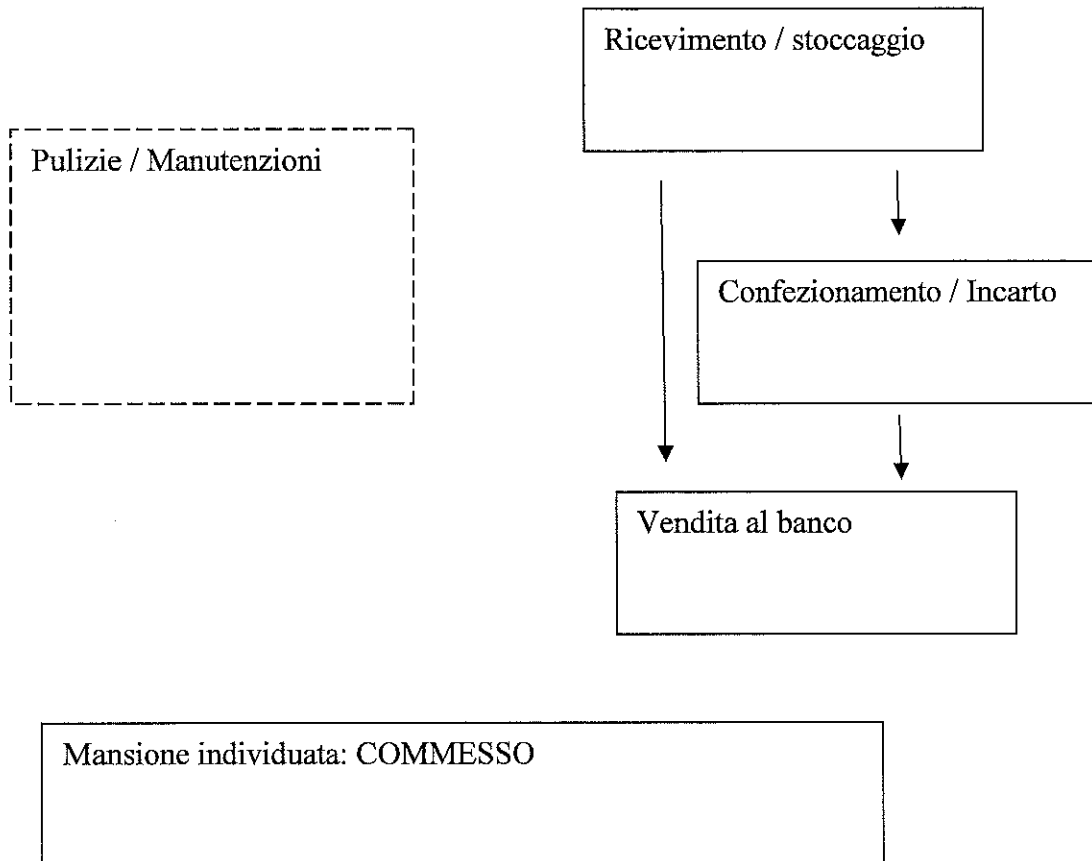 Ricevimento / stoccaggio
Pulizie / Manutenzioni
Confezionamento / Incarto
Vendita al banco
Mansione individuata: COMMESSO